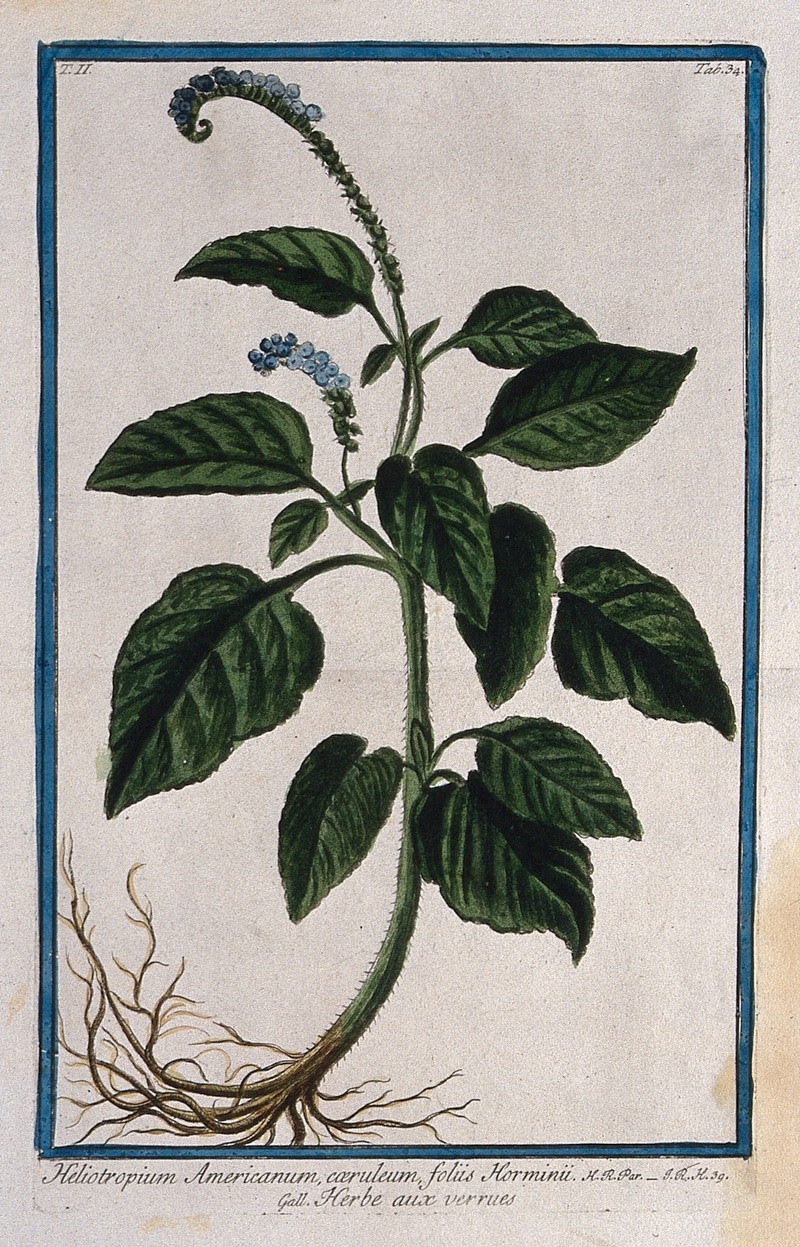 T. II.
Tab. 34.
Heliotropium Americanum, cæruleum, foliis Horminii. H. R. Par. _ I. R. H. 39.
Gall. Herbe aux verrues